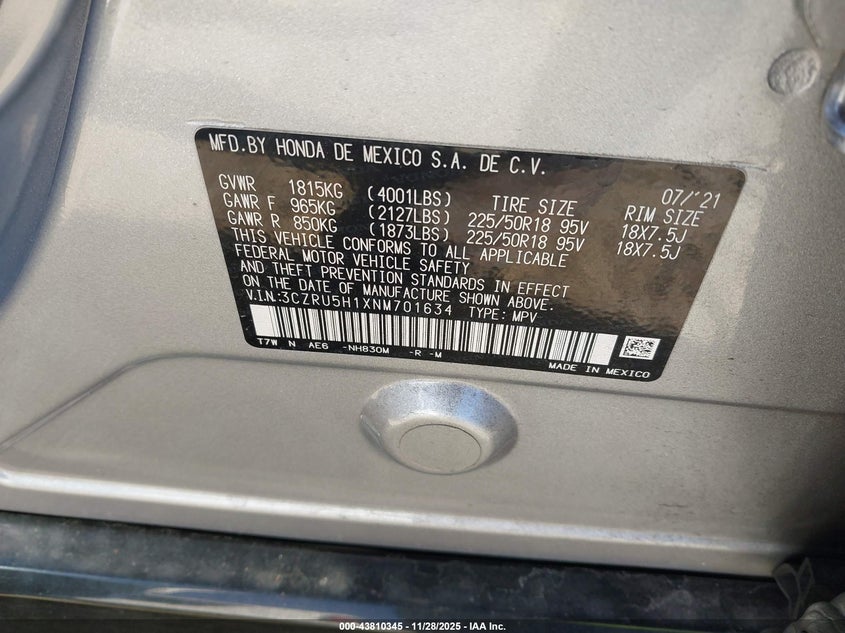 MFD.BY HONDA DE MEXICO S.A. DE C.V.
07/'21
GVWR 1815KG (4001LBS) TIRE SIZE RIM SIZE
GAWR F 965KG (2127LBS) 225/50R18 95V 18X7.5J
GAWR R 850KG (1873LBS) 225/50R18 95V 18X7.5J
THIS VEHICLE CONFORMS TO ALL APPLICABLE
FEDERAL MOTOR VEHICLE SAFETY
AND THEFT PREVENTION STANDARDS IN EFFECT
ON THE DATE OF MANUFACTURE SHOWN ABOVE.
V.I.N.:3CZRU5H1XNM701634 TYPE: MPV
T7W N AE6 -NH830M -R -M
MADE IN MEXICO
000-43810345 - 11/28/2025 - IAA Inc.